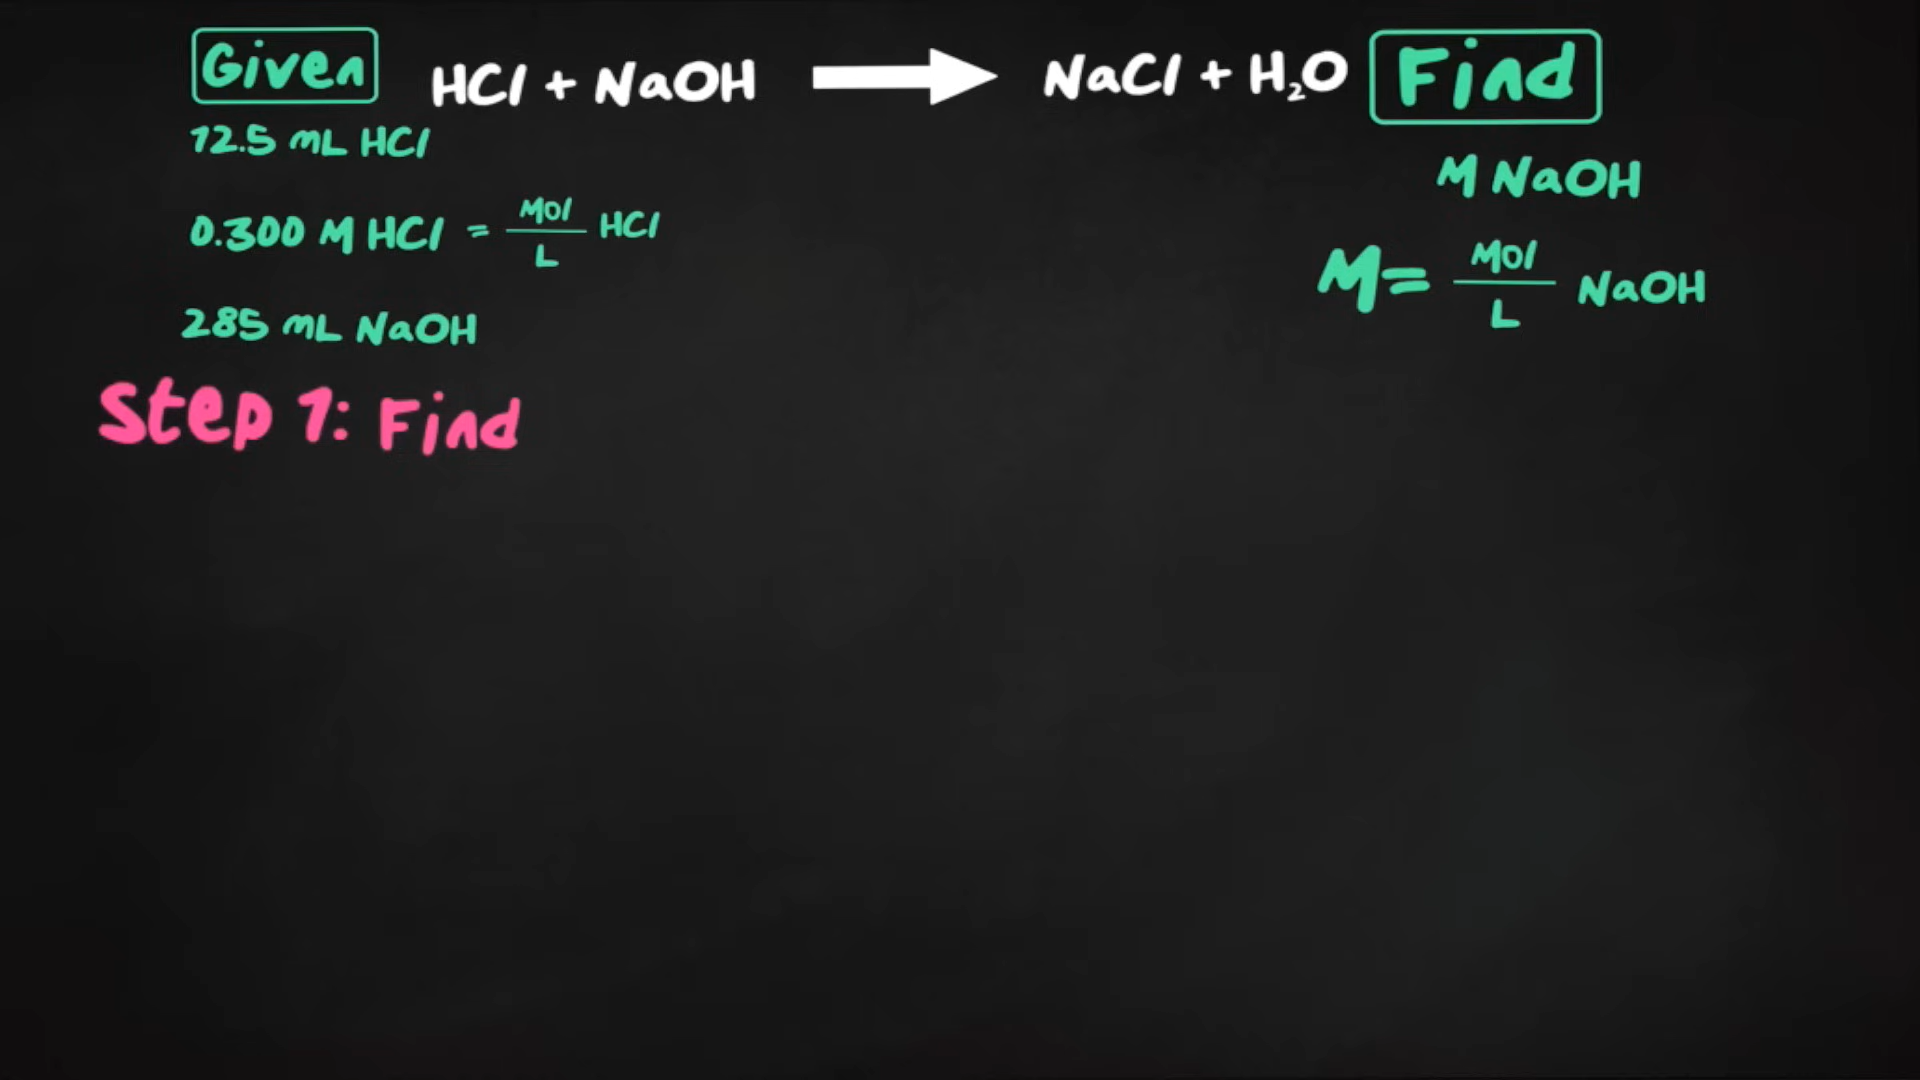 Given
HCl + NaOH → NaCl + H₂O
Find
12.5 mL HCl
M NaOH
0.300 M HCl = Mol/L HCl
M= Mol/L NaOH
285 mL NaOH
Step 1: Find